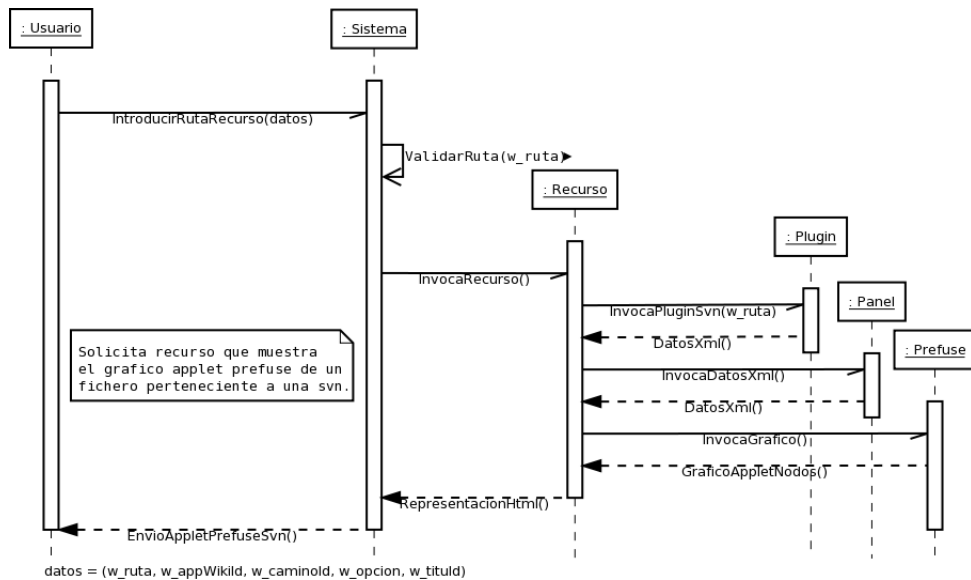 : Usuario
: Sistema
IntroducirRutaRecurso(datos)
ValidarRuta(w_ruta)
: Recurso
: Plugin
InvocaRecurso()
: Panel
InvocaPluginSvn(w_ruta)
DatosXml()
: Prefuse
Solicita recurso que muestra
el grafico applet prefuse de un
fichero perteneciente a una svn.
InvocaDatosXml()
DatosXml()
InvocaGrafico()
GraficoAppletNodos()
RepresentacionHtml()
EnvioAppletPrefuseSvn()
datos = (w_ruta, w_appWikiId, w_caminoId, w_opcion, w_tituId)